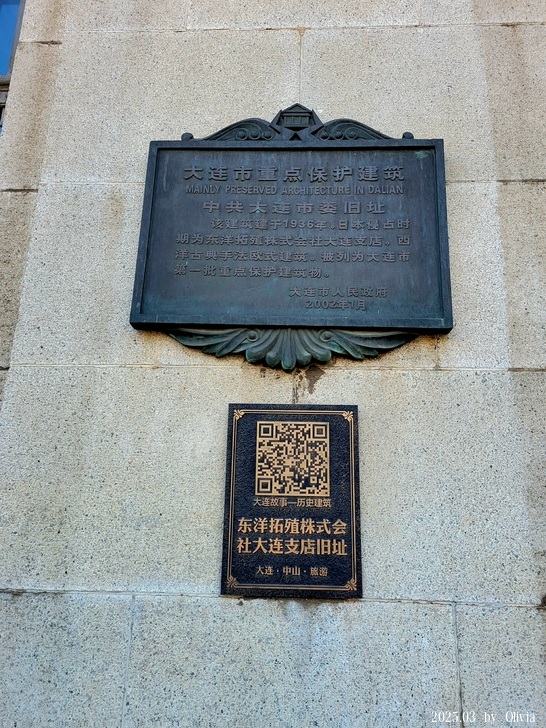 大连市重点保护建筑
MAINLY PRESERVED ARCHITECTURE IN DALIAN
中共大连市委旧址
该建筑建于1936年,日本侵占时
期为东洋拓殖株式会社大连支店。西
洋古典手法欧式建筑。被列为大连市
第一批重点保护建筑物。
大连市人民政府
2002年1月
大连故事—历史建筑
东洋拓殖株式会
社大连支店旧址
大连·中山·旅游
2025.03 by Olivia